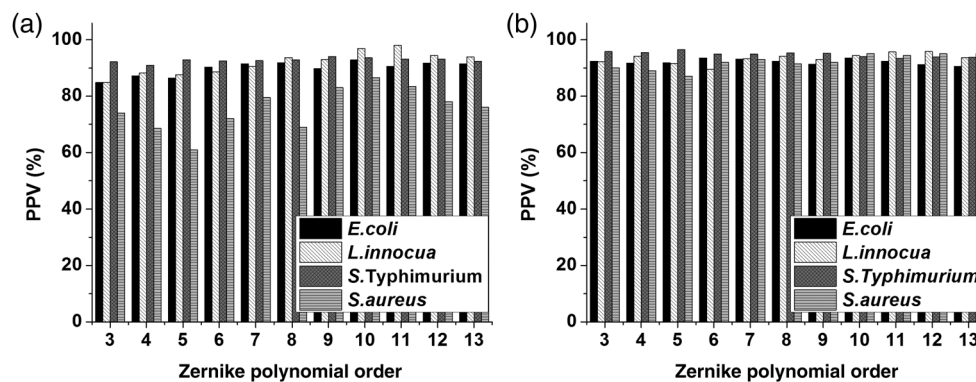 (a)
100
80
60
40
20
0
PPV (%)
E.coli
L.innocua
S.Typhimurium
S.aureus
3 4 5 6 7 8 9 10 11 12 13
Zernike polynomial order
(b)
100
80
60
40
20
0
PPV (%)
E.coli
L.innocua
S.Typhimurium
S.aureus
3 4 5 6 7 8 9 10 11 12 13
Zernike polynomial order